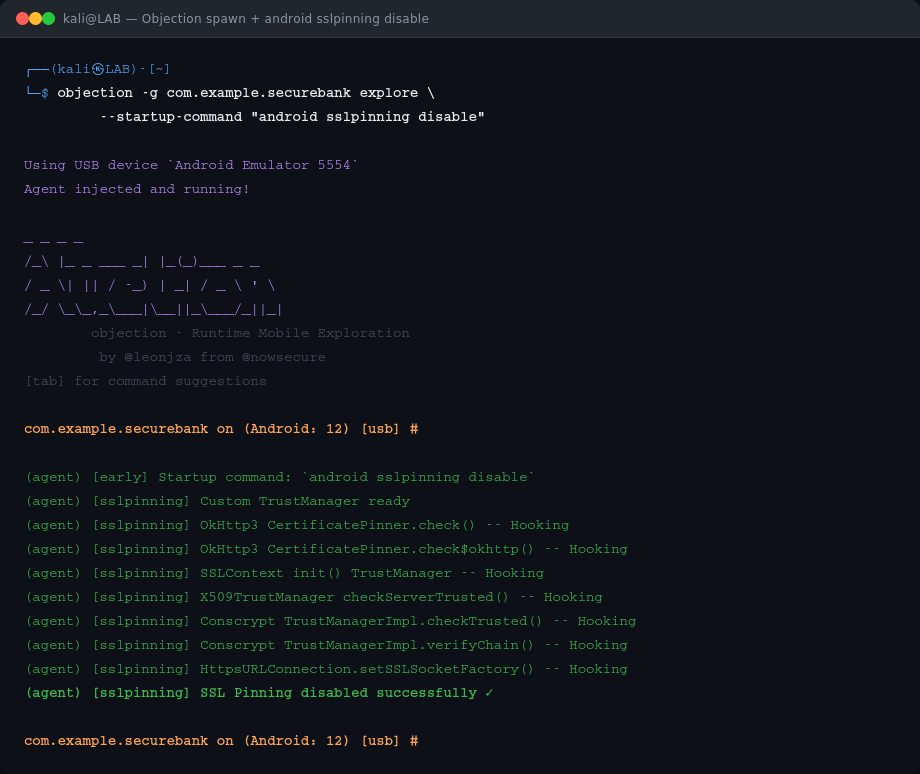 kali@LAB — Objection spawn + android sslpinning disable
┌──(kali㉿LAB)-[~]
└─$ objection -g com.example.securebank explore \
--startup-command "android sslpinning disable"
Using USB device `Android Emulator 5554`
Agent injected and running!
_ _ _ _
/_\ |_ _ ___ _| |_(_)___ _ _
/ _ \| || / -_) | _| / _ \ ' \
/_/ \_\_,_\___|\__||_\___/_||_|
objection - Runtime Mobile Exploration
by @leonjza from @nowsecure
[tab] for command suggestions
com.example.securebank on (Android: 12) [usb] #
(agent) [early] Startup command: `android sslpinning disable`
(agent) [sslpinning] Custom TrustManager ready
(agent) [sslpinning] OkHttp3 CertificatePinner.check() -- Hooking
(agent) [sslpinning] OkHttp3 CertificatePinner.check$okhttp() -- Hooking
(agent) [sslpinning] SSLContext init() TrustManager -- Hooking
(agent) [sslpinning] X509TrustManager checkServerTrusted() -- Hooking
(agent) [sslpinning] Conscrypt TrustManagerImpl.checkTrusted() -- Hooking
(agent) [sslpinning] Conscrypt TrustManagerImpl.verifyChain() -- Hooking
(agent) [sslpinning] HttpsURLConnection.setSSLSocketFactory() -- Hooking
(agent) [sslpinning] SSL Pinning disabled successfully ✓
com.example.securebank on (Android: 12) [usb] #